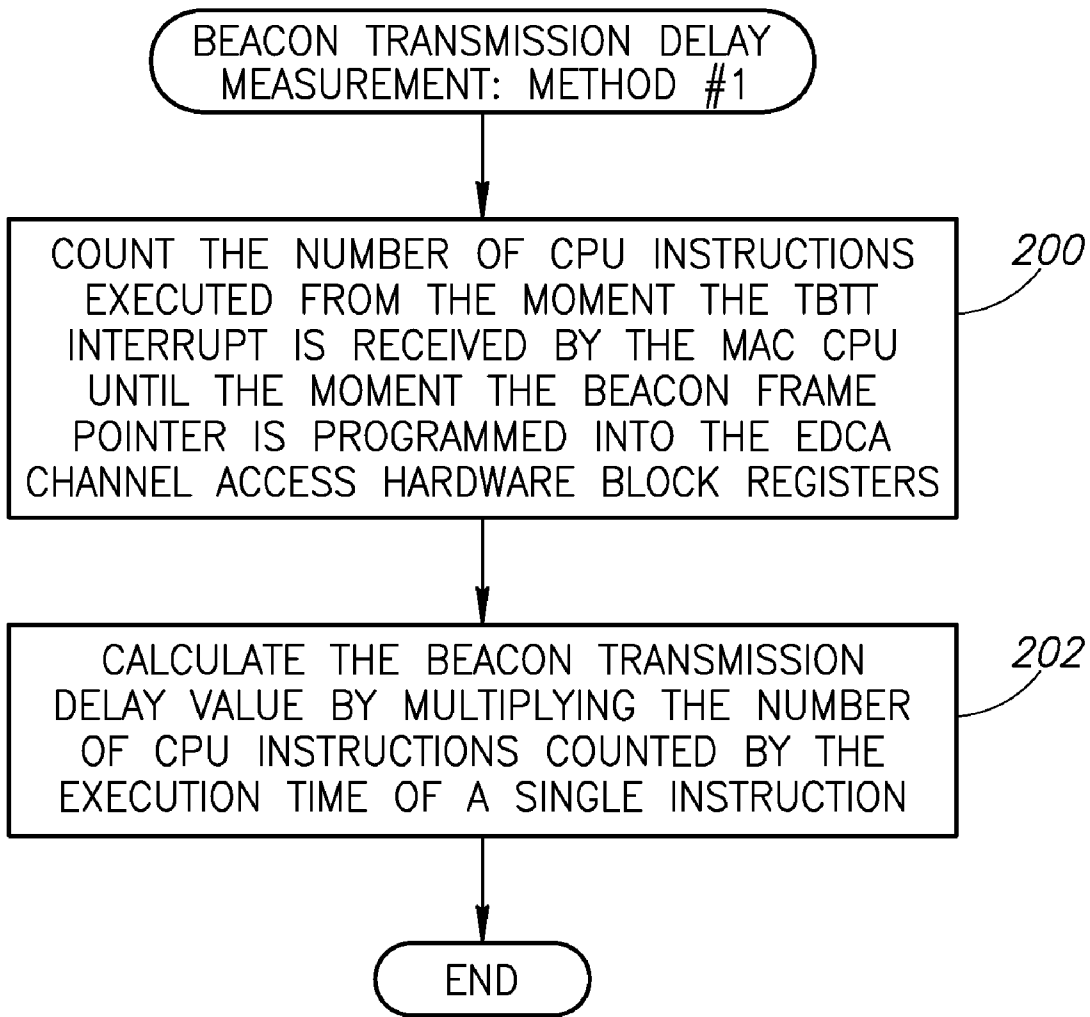 BEACON TRANSMISSION DELAY
MEASUREMENT: METHOD #1
COUNT THE NUMBER OF CPU INSTRUCTIONS
EXECUTED FROM THE MOMENT THE TBTT
INTERRUPT IS RECEIVED BY THE MAC CPU
UNTIL THE MOMENT THE BEACON FRAME
POINTER IS PROGRAMMED INTO THE EDCA
CHANNEL ACCESS HARDWARE BLOCK REGISTERS
200
CALCULATE THE BEACON TRANSMISSION
DELAY VALUE BY MULTIPLYING THE NUMBER
OF CPU INSTRUCTIONS COUNTED BY THE
EXECUTION TIME OF A SINGLE INSTRUCTION
202
END